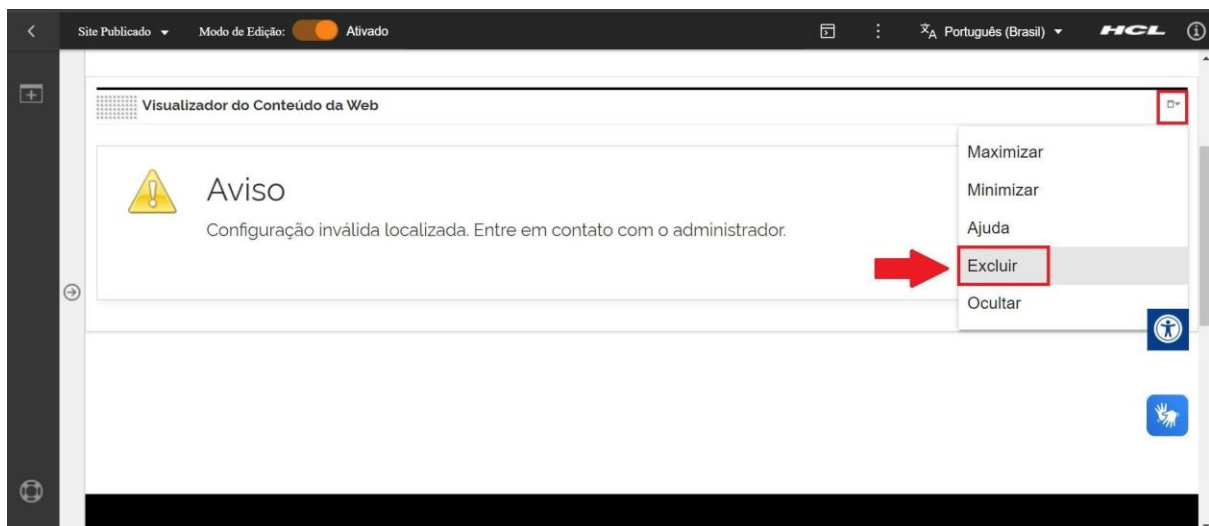 Site Publicado
Modo de Edição:
Ativado
Português (Brasil)
HCL
Visualizador do Conteúdo da Web
Maximizar
Minimizar
Ajuda
Excluir
Ocultar
Aviso
Configuração inválida localizada. Entre em contato com o administrador.